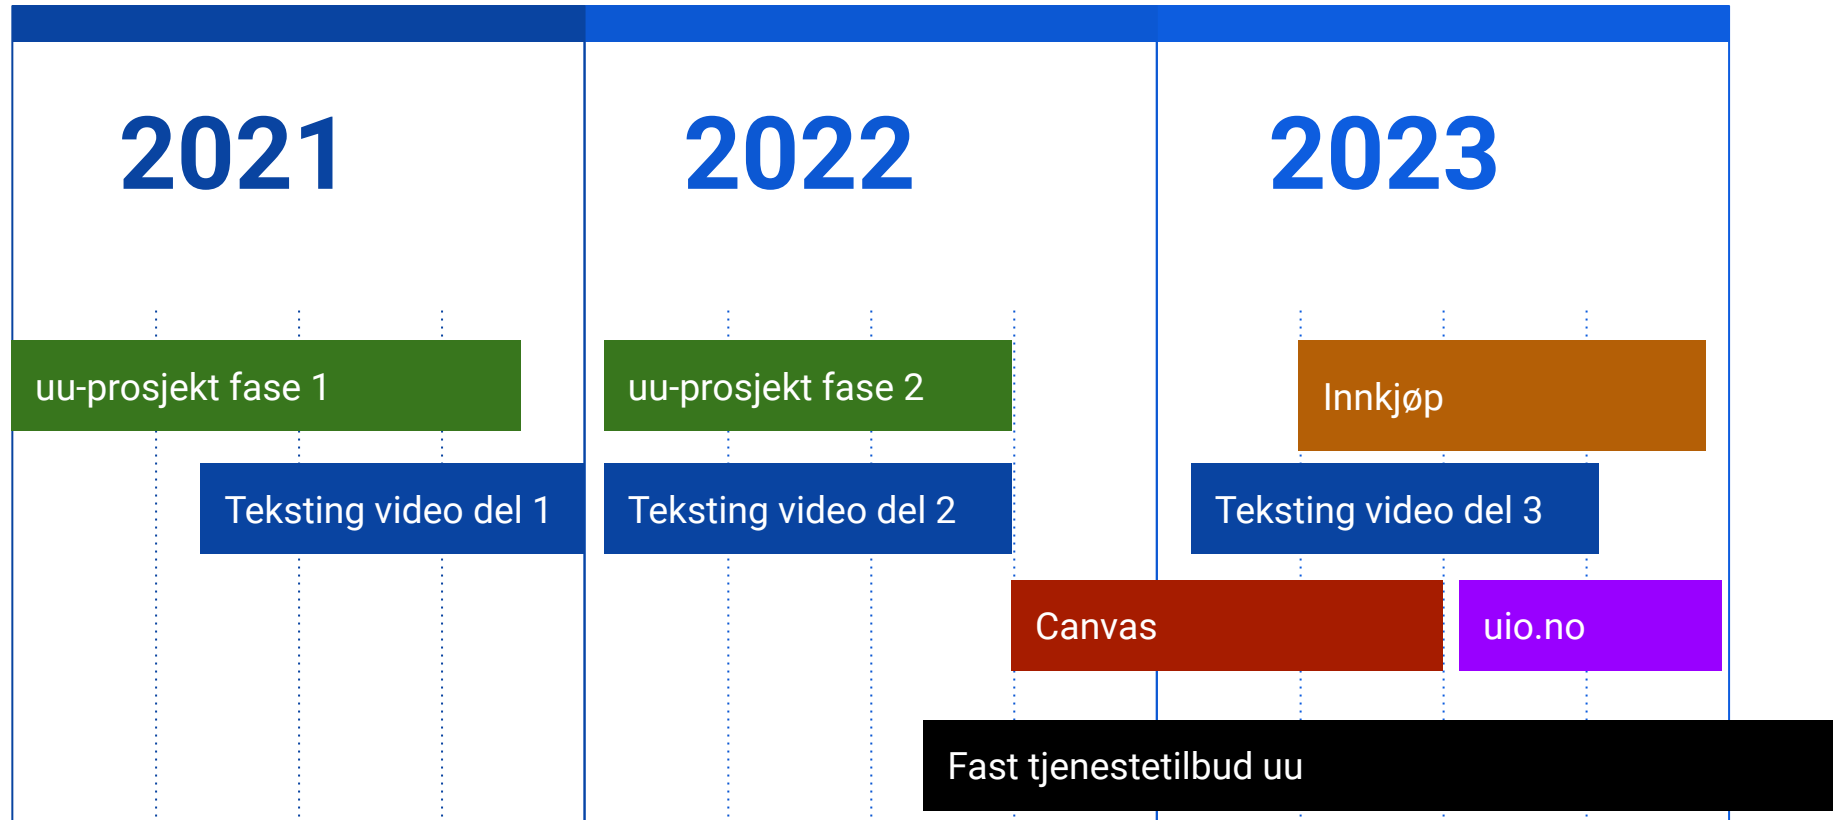 2021
2022
2023
uu-prosjekt fase 1
uu-prosjekt fase 2
Innkjøp
Teksting video del 1
Teksting video del 2
Teksting video del 3
Canvas
uio.no
Fast tjenestetilbud uu